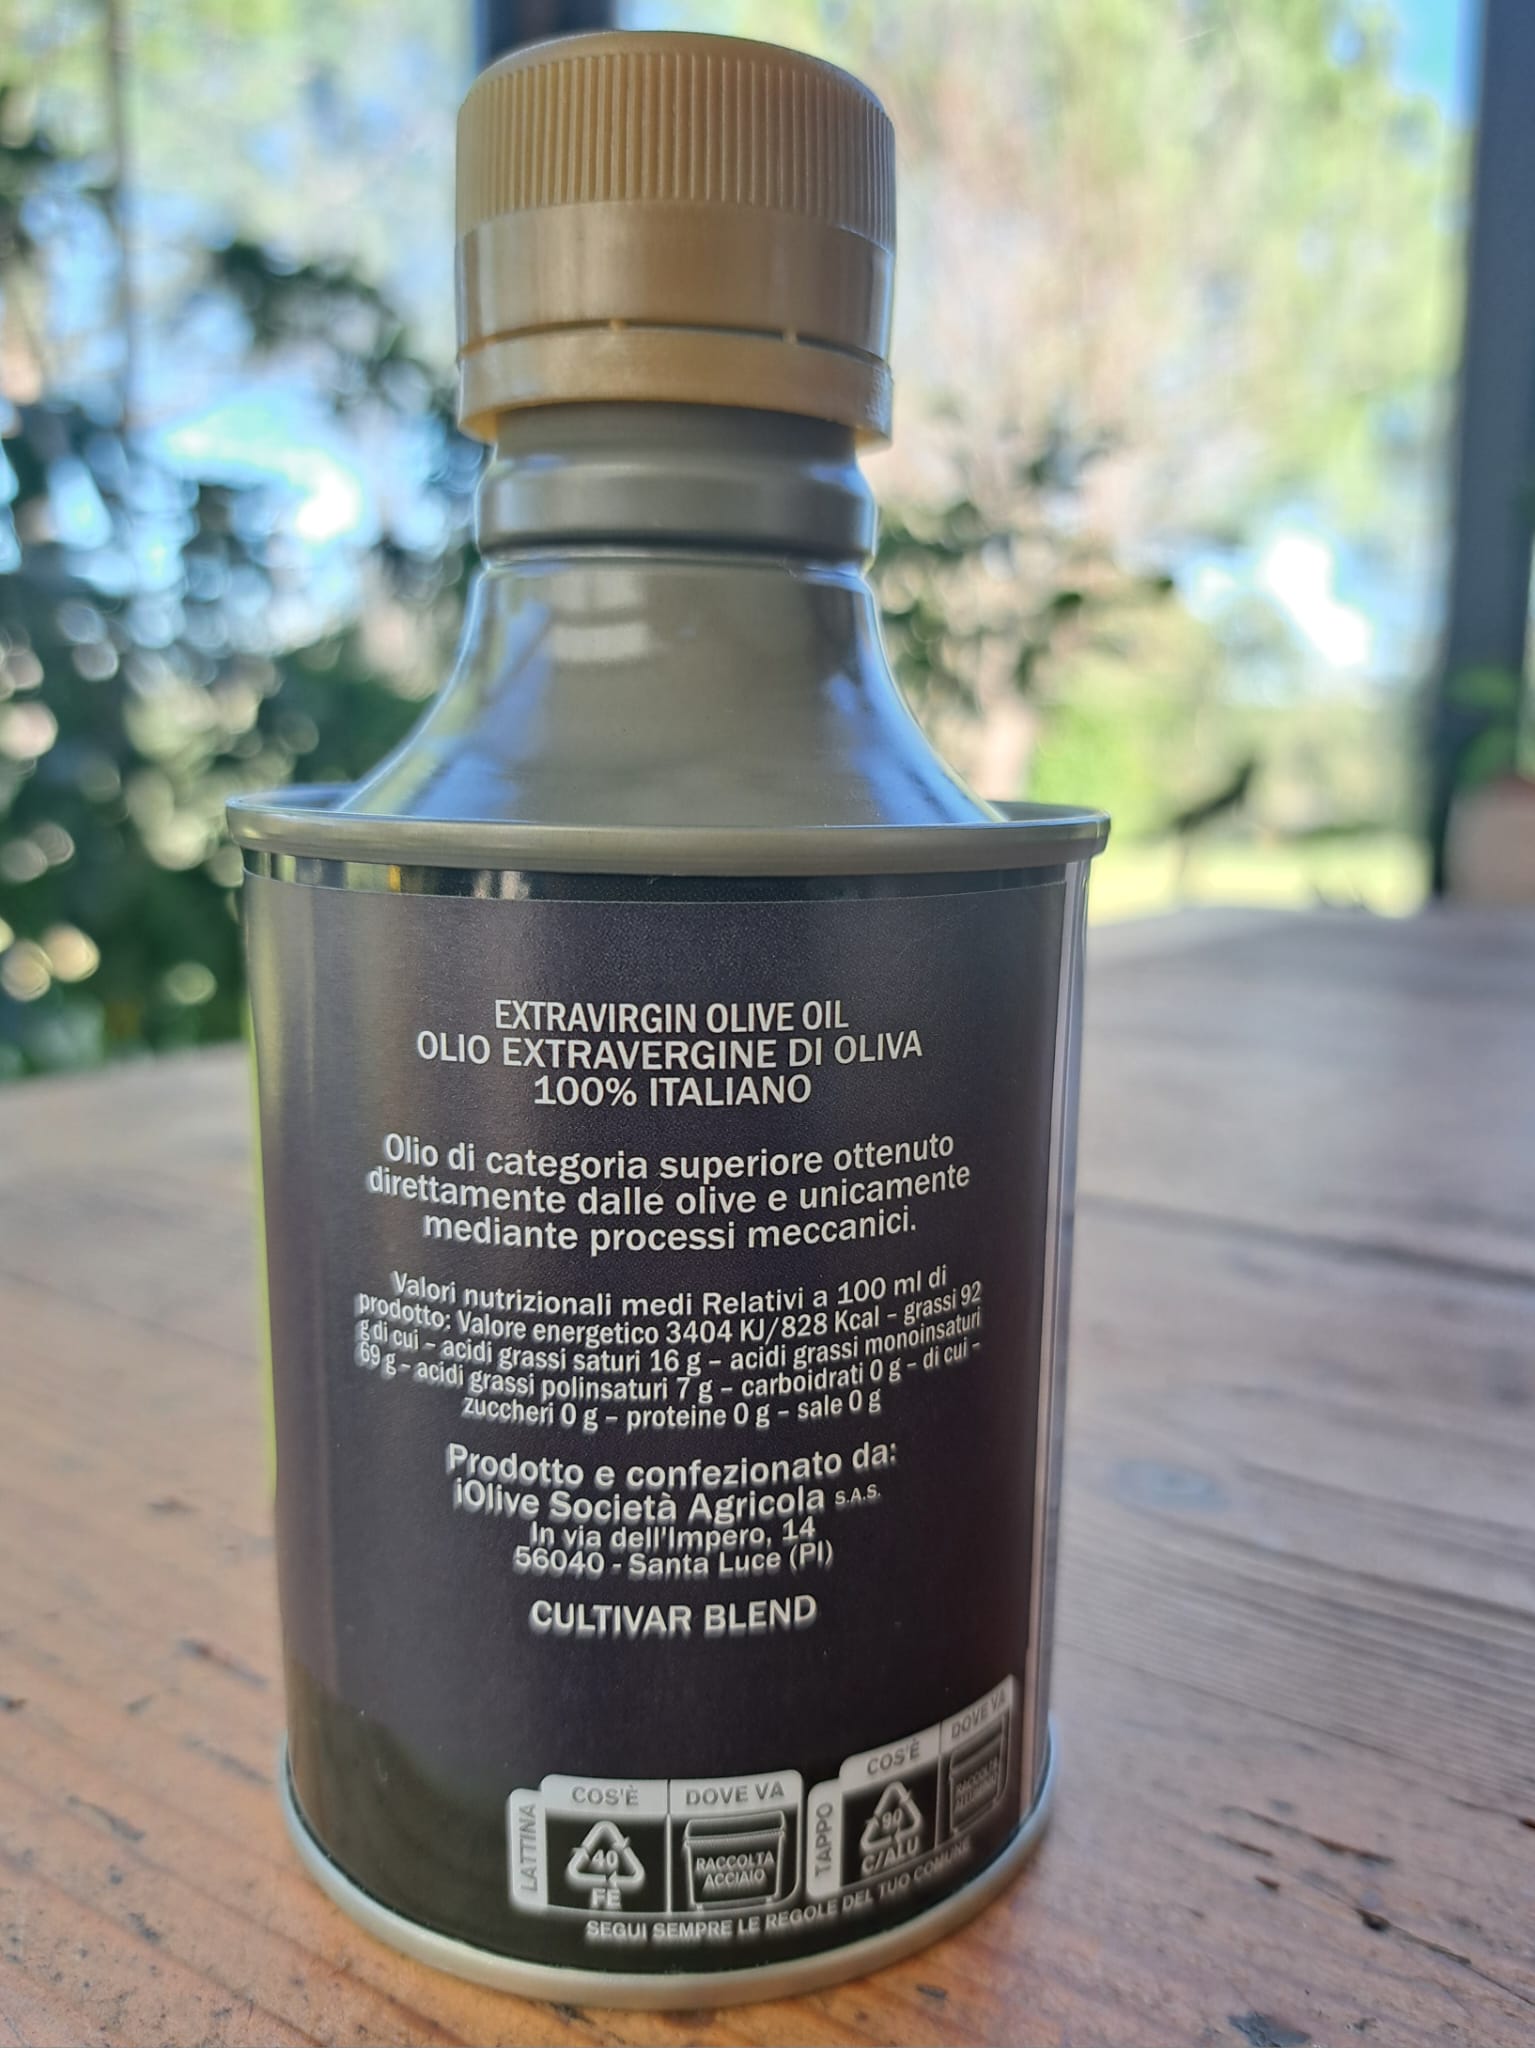 EXTRAVIRGIN OLIVE OIL
OLIO EXTRAVERGINE DI OLIVA
100% ITALIANO
Olio di categoria superiore ottenuto
direttamente dalle olive e unicamente
mediante processi meccanici.
Valori nutrizionali medi Relativi a 100 ml di
prodotto: Valore energetico 3404 KJ/828 Kcal – grassi 92
g di cui – acidi grassi saturi 16 g – acidi grassi monoinsaturi
69 g – acidi grassi polinsaturi 7 g – carboidrati 0 g – di cui –
zuccheri 0 g – proteine 0 g – sale 0 g
Prodotto e confezionato da:
iOlive Società Agricola S.A.S.
In via dell'Impero, 14
56040 - Santa Luce (PI)
CULTIVAR BLEND
LATTINA
COS'È
DOVE VA
40
FE
RACCOLTA
ACCIAIO
TAPPO
COS'È
DOVE VA
90
C/ALU
RACCOLTA
SEGUI SEMPRE LE REGOLE DEL TUO COMUNE